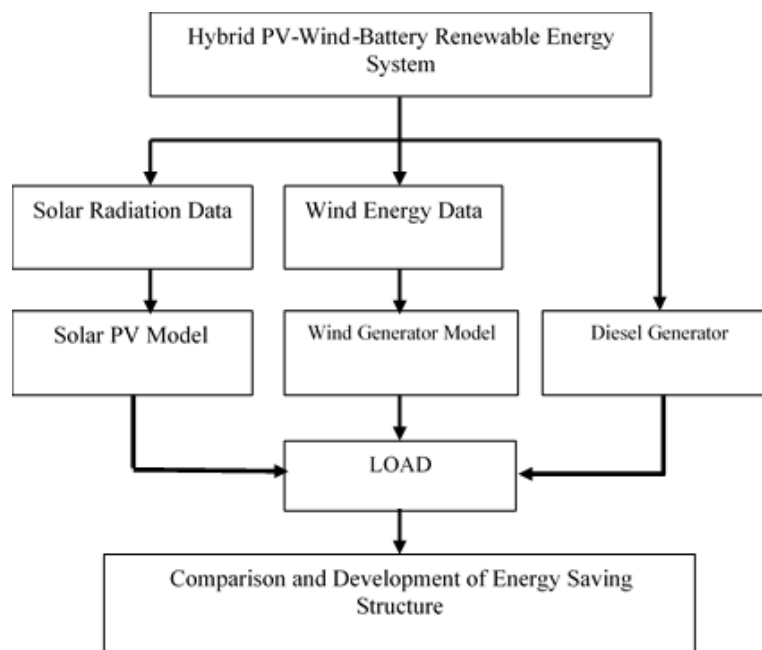 Hybrid PV-Wind-Battery Renewable Energy
System
Solar Radiation Data
Wind Energy Data
Solar PV Model
Wind Generator Model
Diesel Generator
LOAD
Comparison and Development of Energy Saving
Structure